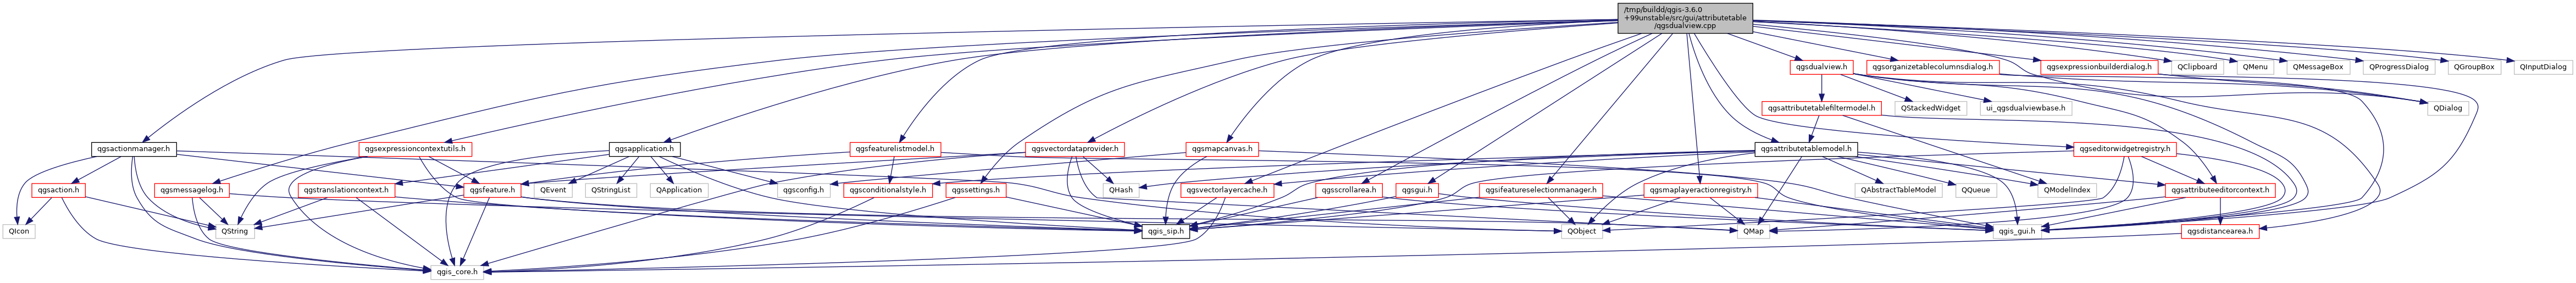 /tmp/buildd/qgis-3.6.0
+99unstable/src/gui/attributetable
/qgsdualview.cpp
qgsdualview.h
qgsorganizetablecolumnsdialog.h
qgsexpressionbuilderdialog.h
QClipboard
QMenu
QMessageBox
QProgressDialog
QGroupBox
QInputDialog
qgsattributetablefiltermodel.h
QStackedWidget
ui_qgsdualviewbase.h
QDialog
qgsactionmanager.h
qgsexpressioncontextutils.h
qgsapplication.h
qgsfeaturelistmodel.h
qgsvectordataprovider.h
qgsmapcanvas.h
qgsattributetablemodel.h
qgseditorwidgetregistry.h
qgsaction.h
qgsmessagelog.h
qgstranslationcontext.h
qgsfeature.h
QEvent
QStringList
QApplication
qgsconfig.h
qgsconditionalstyle.h
qgssettings.h
QHash
qgsvectorlayercache.h
qgsscrollarea.h
qgsgui.h
qgsifeatureselectionmanager.h
qgsmaplayeractionregistry.h
QAbstractTableModel
QQueue
QModelIndex
qgsattributeeditorcontext.h
QIcon
QString
qgis_sip.h
QObject
QMap
qgis_gui.h
qgsdistancearea.h
qgis_core.h